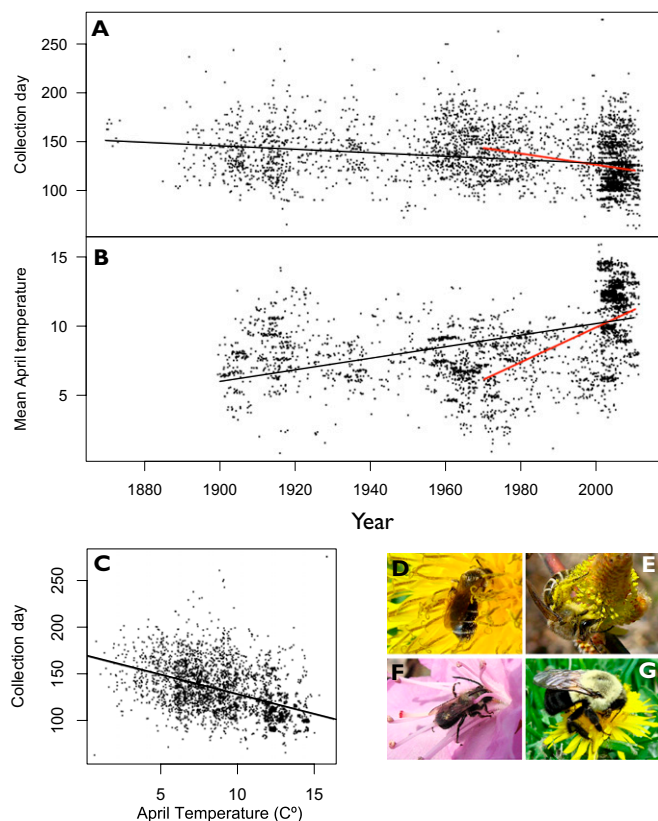 A
250
200
150
100
Collection day
B
15
10
5
Mean April temperature
1880 1900 1920 1940 1960 1980 2000
Year
C
250
200
150
100
Collection day
5 10 15
April Temperature (Cº)
D
E
F
G